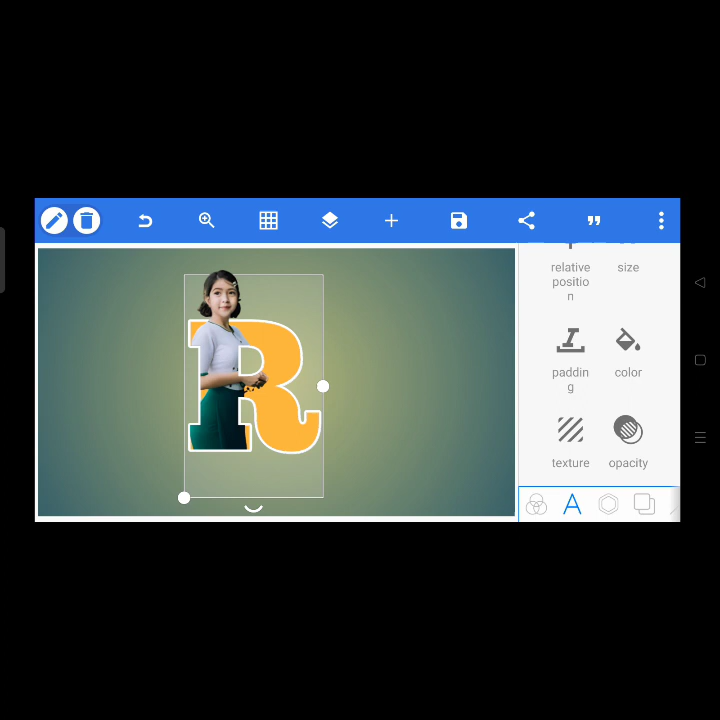 relative
positio
n
size
paddin
g
color
R
texture
opacity
A